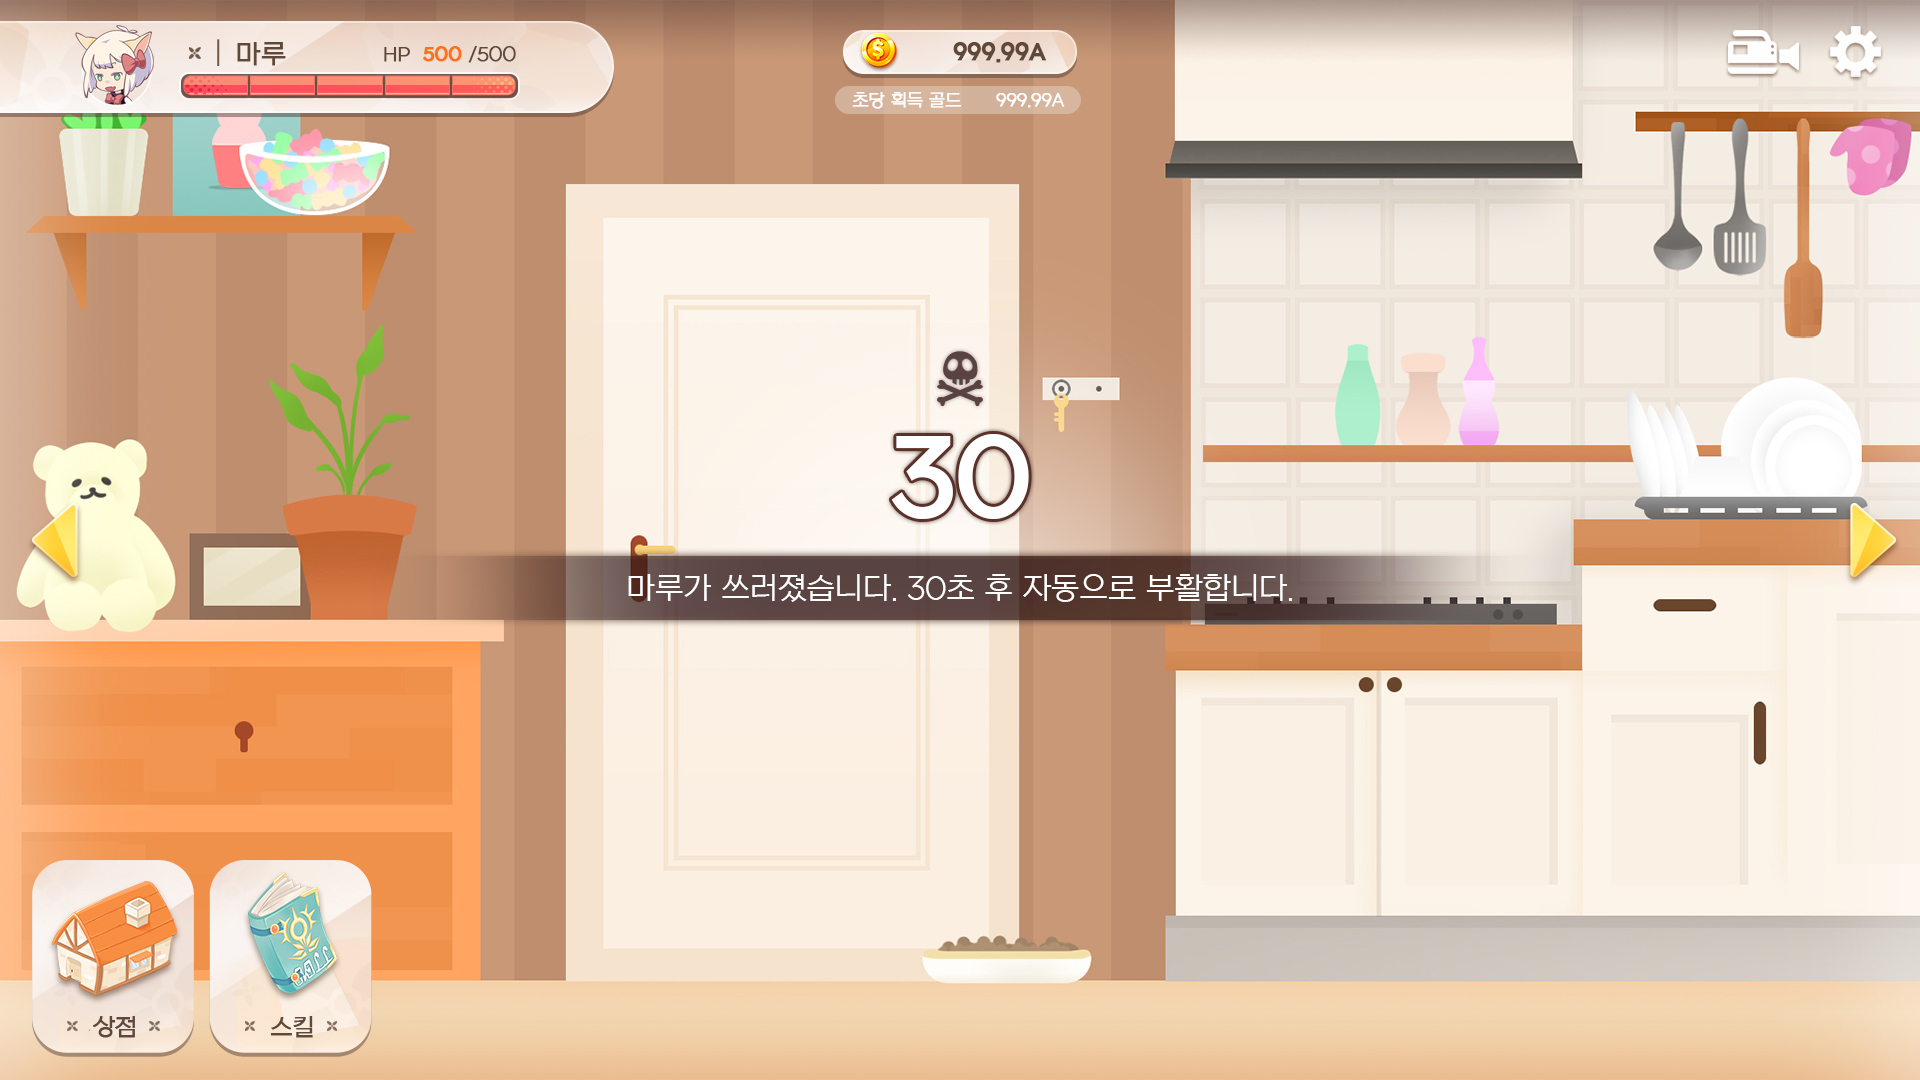 마루
HP 500 /500
999.99A
초당 획득 골드 999.99A
30
마루가 쓰러졌습니다. 30초 후 자동으로 부활합니다.
상점
스킬